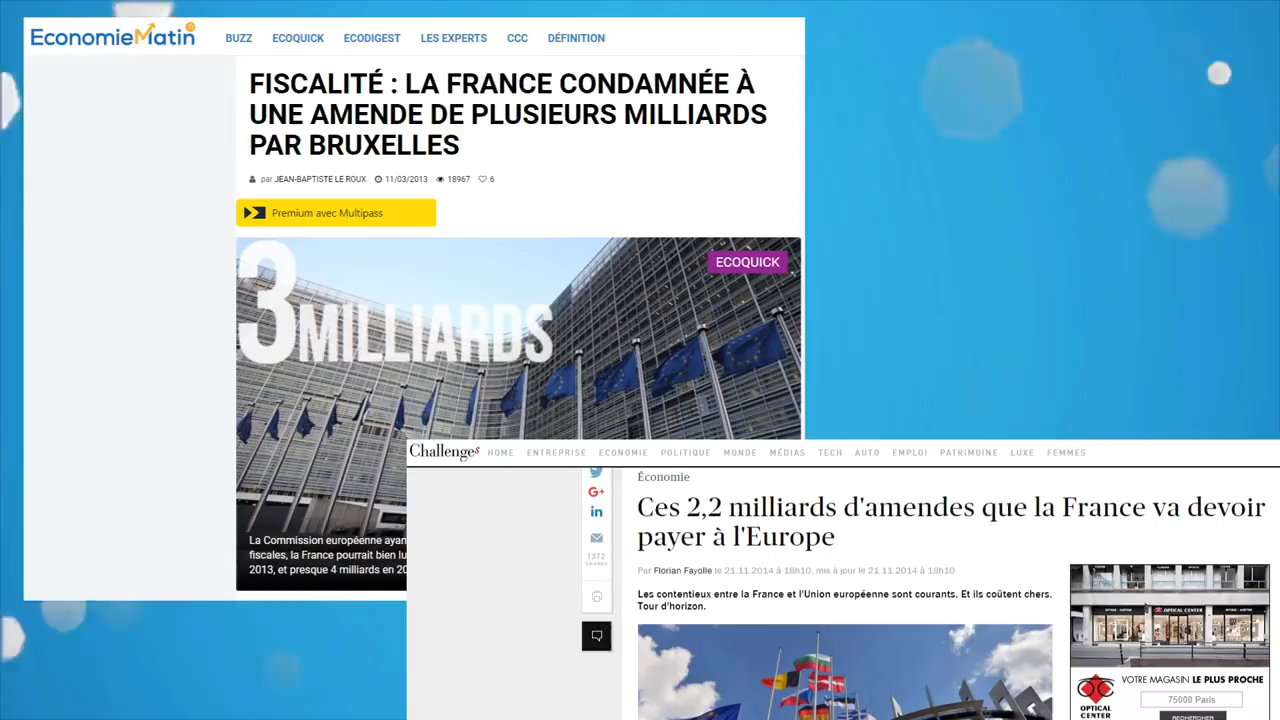 EconomieMatin
BUZZ ECOQUICK ECODIGEST LES EXPERTS CCC DÉFINITION
FISCALITÉ : LA FRANCE CONDAMNÉE À
UNE AMENDE DE PLUSIEURS MILLIARDS
PAR BRUXELLES
par JEAN-BAPTISTE LE ROUX 11/03/2013 18967 6
Premium avec Multipass
ECOQUICK
3 MILLIARDS
La Commission européenne ayan
fiscales, la France pourrait bien lu
2013, et presque 4 milliards en 20
Challenges HOME ENTREPRISE ECONOMIE POLITIQUE MONDE MÉDIAS TECH AUTO EMPLOI PATRIMOINE LUXE FEMMES
Économie
Ces 2,2 milliards d'amendes que la France va devoir
payer à l'Europe
Par Florian Fayolle le 21.11.2014 à 18h10, mis à jour le 21.11.2014 à 18h10
Les contentieux entre la France et l'Union européenne sont courants. Et ils coûtent chers.
Tour d'horizon.
G+
in
1372
SHARES
OPTICAL CENTER
VOTRE MAGASIN LE PLUS PROCHE
75000 Paris
OPTICAL
CENTER
RECHERCHER